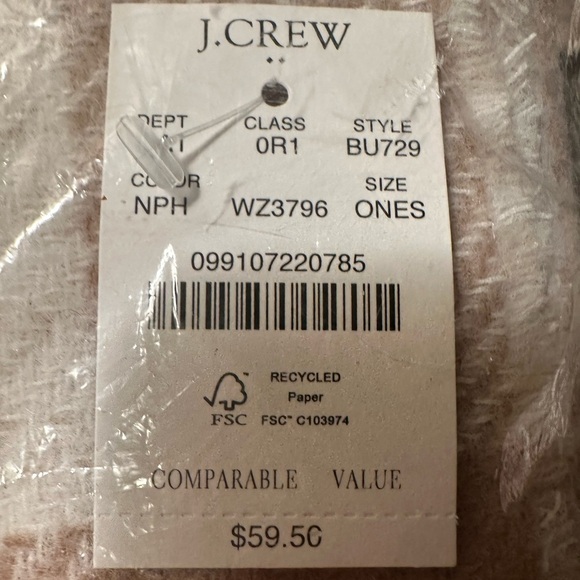 J.CREW
DEPT CLASS STYLE
0R1 BU729
COLOR SIZE
NPH WZ3796 ONES
099107220785
RECYCLED
Paper
FSC™ C103974
FSC
COMPARABLE VALUE
$59.50